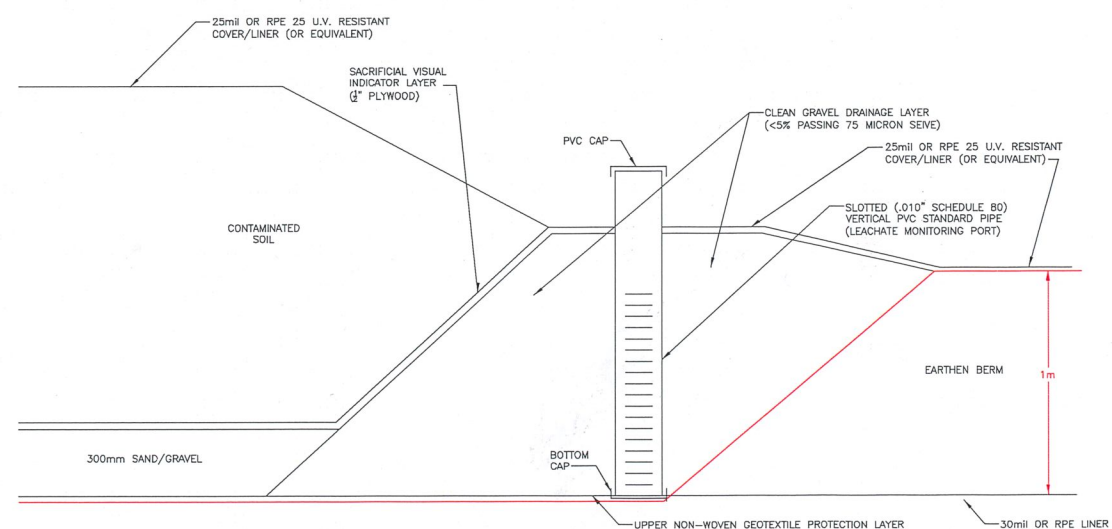 25mil OR RPE 25 U.V. RESISTANT
COVER/LINER (OR EQUIVALENT)
SACRIFICIAL VISUAL
INDICATOR LAYER
(½" PLYWOOD)
CLEAN GRAVEL DRAINAGE LAYER
(<5% PASSING 75 MICRON SEIVE)
PVC CAP
25mil OR RPE 25 U.V. RESISTANT
COVER/LINER (OR EQUIVALENT)
SLOTTED (.010" SCHEDULE 80)
VERTICAL PVC STANDARD PIPE
(LEACHATE MONITORING PORT)
CONTAMINATED
SOIL
EARTHEN BERM
1m
300mm SAND/GRAVEL
BOTTOM
CAP
UPPER NON-WOVEN GEOTEXTILE PROTECTION LAYER
30mil OR RPE LINER